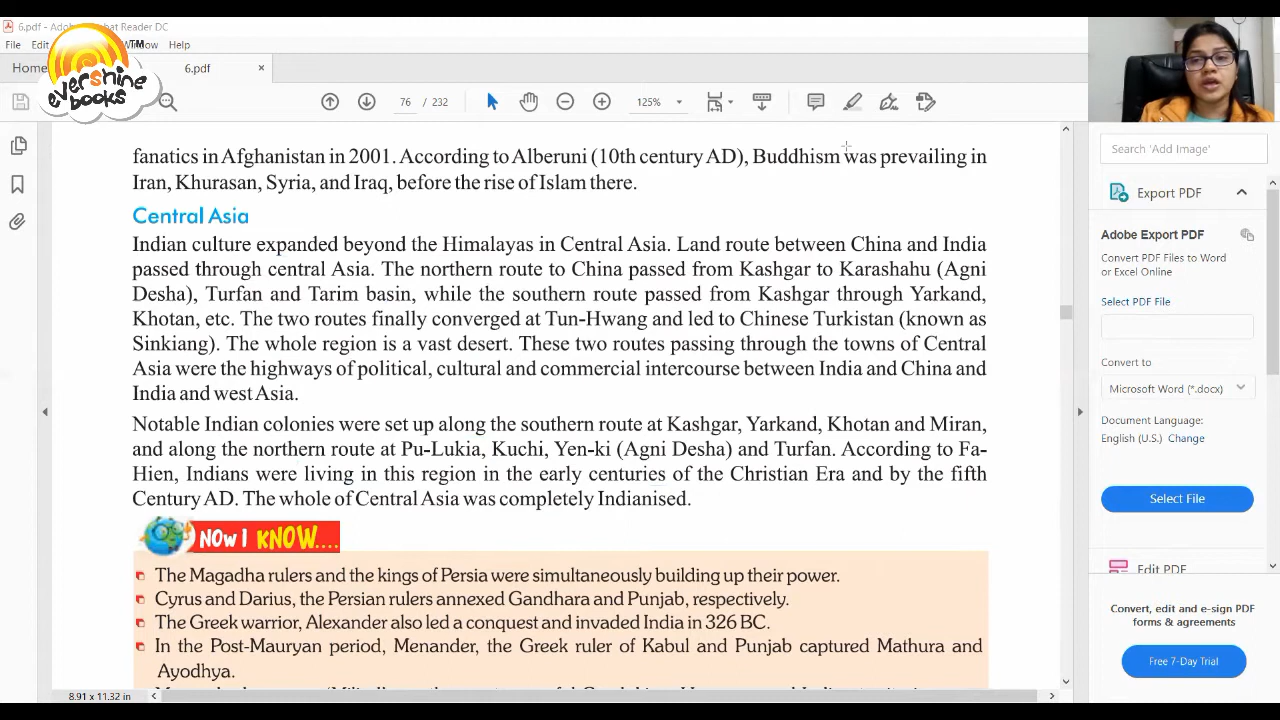 6.pdf - Adobe Acrobat Reader DC
File Edit Window Help
Home 6.pdf ×
TM
evershine
books
76 / 232 125%
fanatics in Afghanistan in 2001. According to Alberuni (10th century AD), Buddhism was prevailing in
Iran, Khurasan, Syria, and Iraq, before the rise of Islam there.
Central Asia
Indian culture expanded beyond the Himalayas in Central Asia. Land route between China and India
passed through central Asia. The northern route to China passed from Kashgar to Karashahu (Agni
Desha), Turfan and Tarim basin, while the southern route passed from Kashgar through Yarkand,
Khotan, etc. The two routes finally converged at Tun-Hwang and led to Chinese Turkistan (known as
Sinkiang). The whole region is a vast desert. These two routes passing through the towns of Central
Asia were the highways of political, cultural and commercial intercourse between India and China and
India and west Asia.
Notable Indian colonies were set up along the southern route at Kashgar, Yarkand, Khotan and Miran,
and along the northern route at Pu-Lukia, Kuchi, Yen-ki (Agni Desha) and Turfan. According to Fa-
Hien, Indians were living in this region in the early centuries of the Christian Era and by the fifth
Century AD. The whole of Central Asia was completely Indianised.
NOW I KNOW....
The Magadha rulers and the kings of Persia were simultaneously building up their power.
Cyrus and Darius, the Persian rulers annexed Gandhara and Punjab, respectively.
The Greek warrior, Alexander also led a conquest and invaded India in 326 BC.
In the Post-Mauryan period, Menander, the Greek ruler of Kabul and Punjab captured Mathura and
Ayodhya.
8.91 x 11.32 in
Search 'Add Image'
Export PDF
Adobe Export PDF
Convert PDF Files to Word
or Excel Online
Select PDF File
Convert to
Microsoft Word (*.docx)
Document Language:
English (U.S.) Change
Select File
Edit PDF
Convert, edit and e-sign PDF
forms & agreements
Free 7-Day Trial